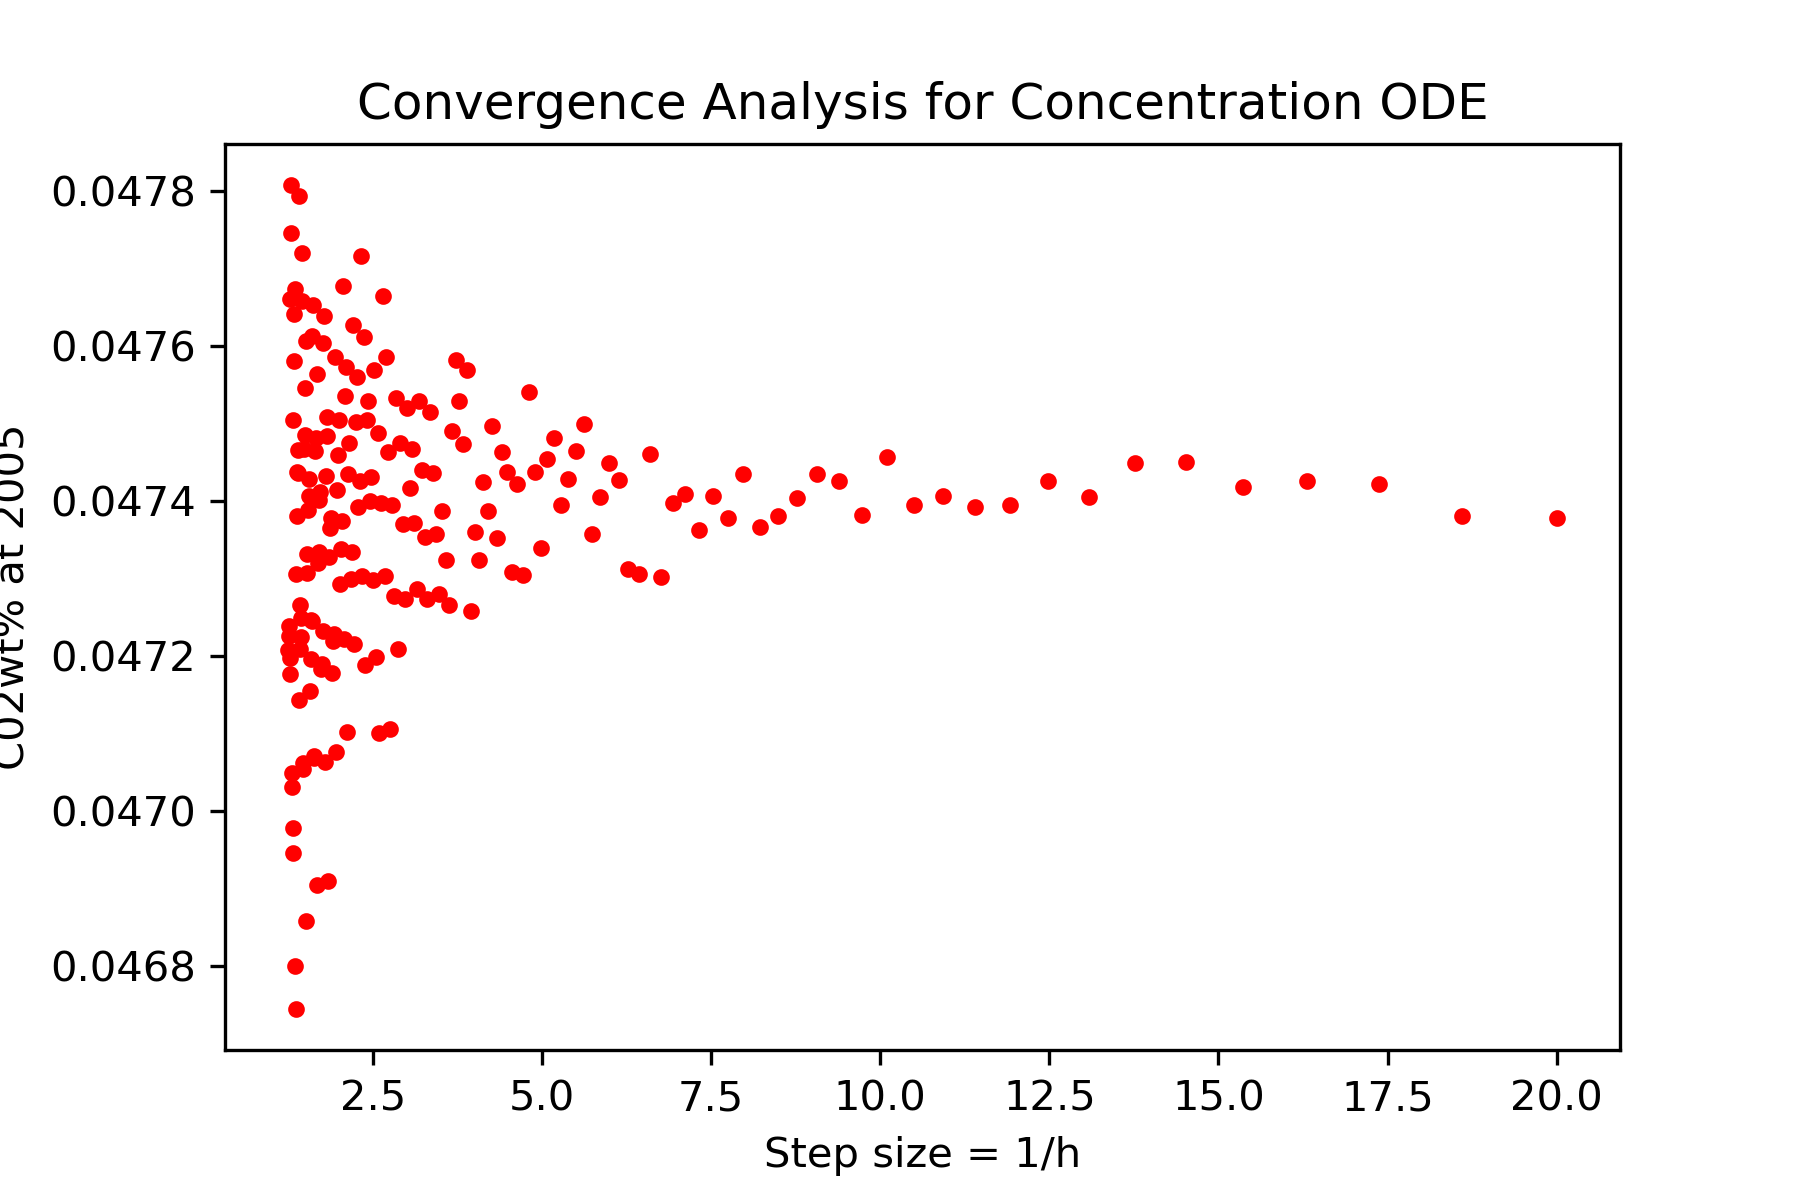 Convergence Analysis for Concentration ODE
0.0478
0.0476
0.0474
0.0472
0.0470
0.0468
C02wt% at 2005
2.5 5.0 7.5 10.0 12.5 15.0 17.5 20.0
Step size = 1/h